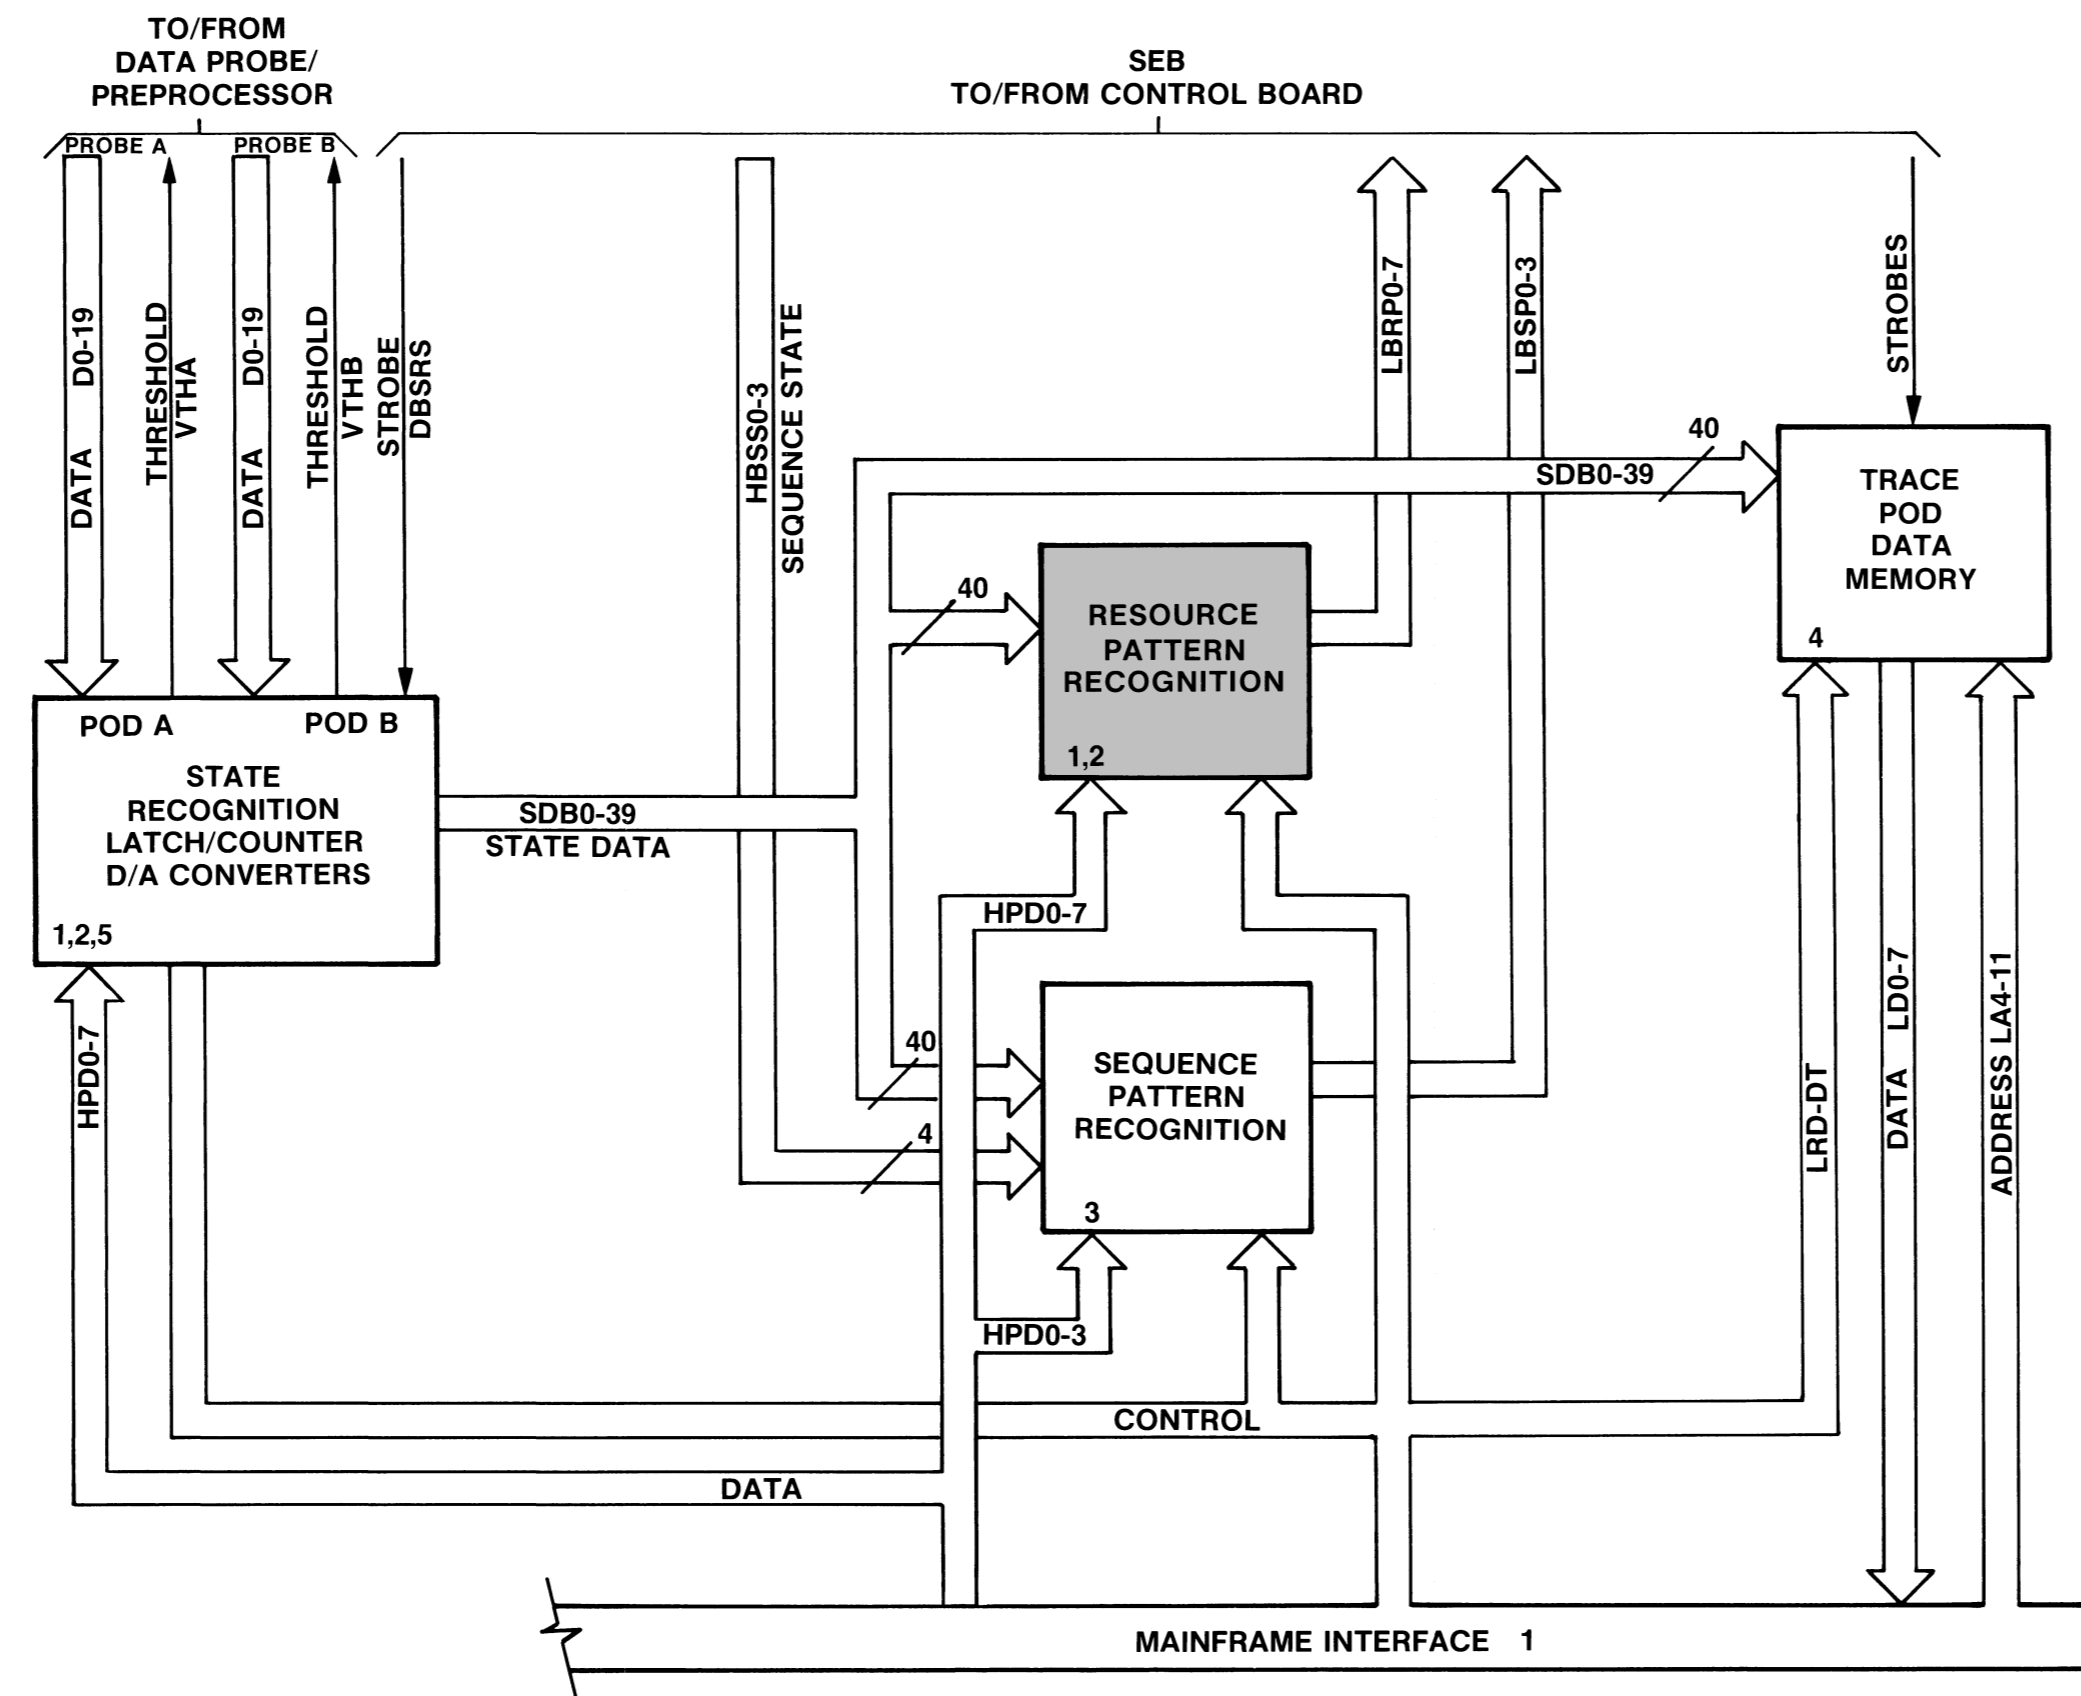 TO/FROM
DATA PROBE/
PREPROCESSOR
SEB
TO/FROM CONTROL BOARD
PROBE A
PROBE B
DATA D0-19
THRESHOLD
VTHA
DATA D0-19
THRESHOLD
VTHB
STROBE
DBSRS
HBSS0-3
SEQUENCE STATE
LBRP0-7
LBSP0-3
STROBES
40
SDB0-39
TRACE
POD
DATA
MEMORY
4
40
RESOURCE
PATTERN
RECOGNITION
1,2
POD A
POD B
STATE
RECOGNITION
LATCH/COUNTER
D/A CONVERTERS
1,2,5
SDB0-39
STATE DATA
HPD0-7
HPD0-7
40
4
SEQUENCE
PATTERN
RECOGNITION
3
HPD0-3
LRD-DT
DATA LD0-7
ADDRESS LA4-11
CONTROL
DATA
MAINFRAME INTERFACE 1